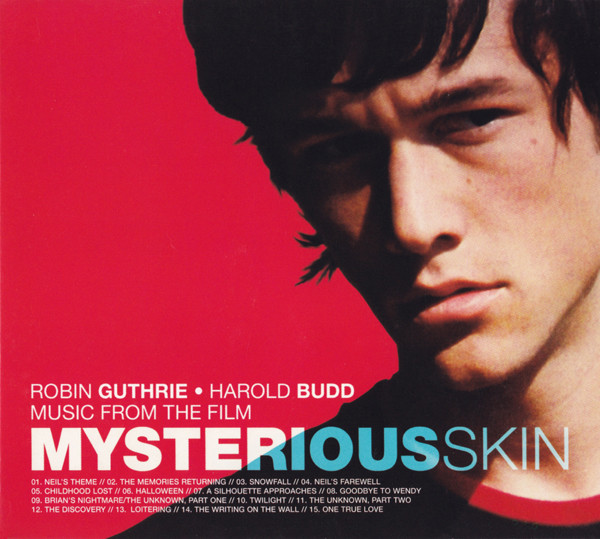 ROBIN GUTHRIE • HAROLD BUDD
MUSIC FROM THE FILM
MYSTERIOUSSKIN
01. NEIL'S THEME // 02. THE MEMORIES RETURNING // 03. SNOWFALL // 04. NEIL'S FAREWELL
05. CHILDHOOD LOST // 06. HALLOWEEN // 07. A SILHOUETTE APPROACHES // 08. GOODBYE TO WENDY
09. BRIAN'S NIGHTMARE/THE UNKNOWN, PART ONE // 10. TWILIGHT // 11. THE UNKNOWN, PART TWO
12. THE DISCOVERY // 13. LOITERING // 14. THE WRITING ON THE WALL // 15. ONE TRUE LOVE